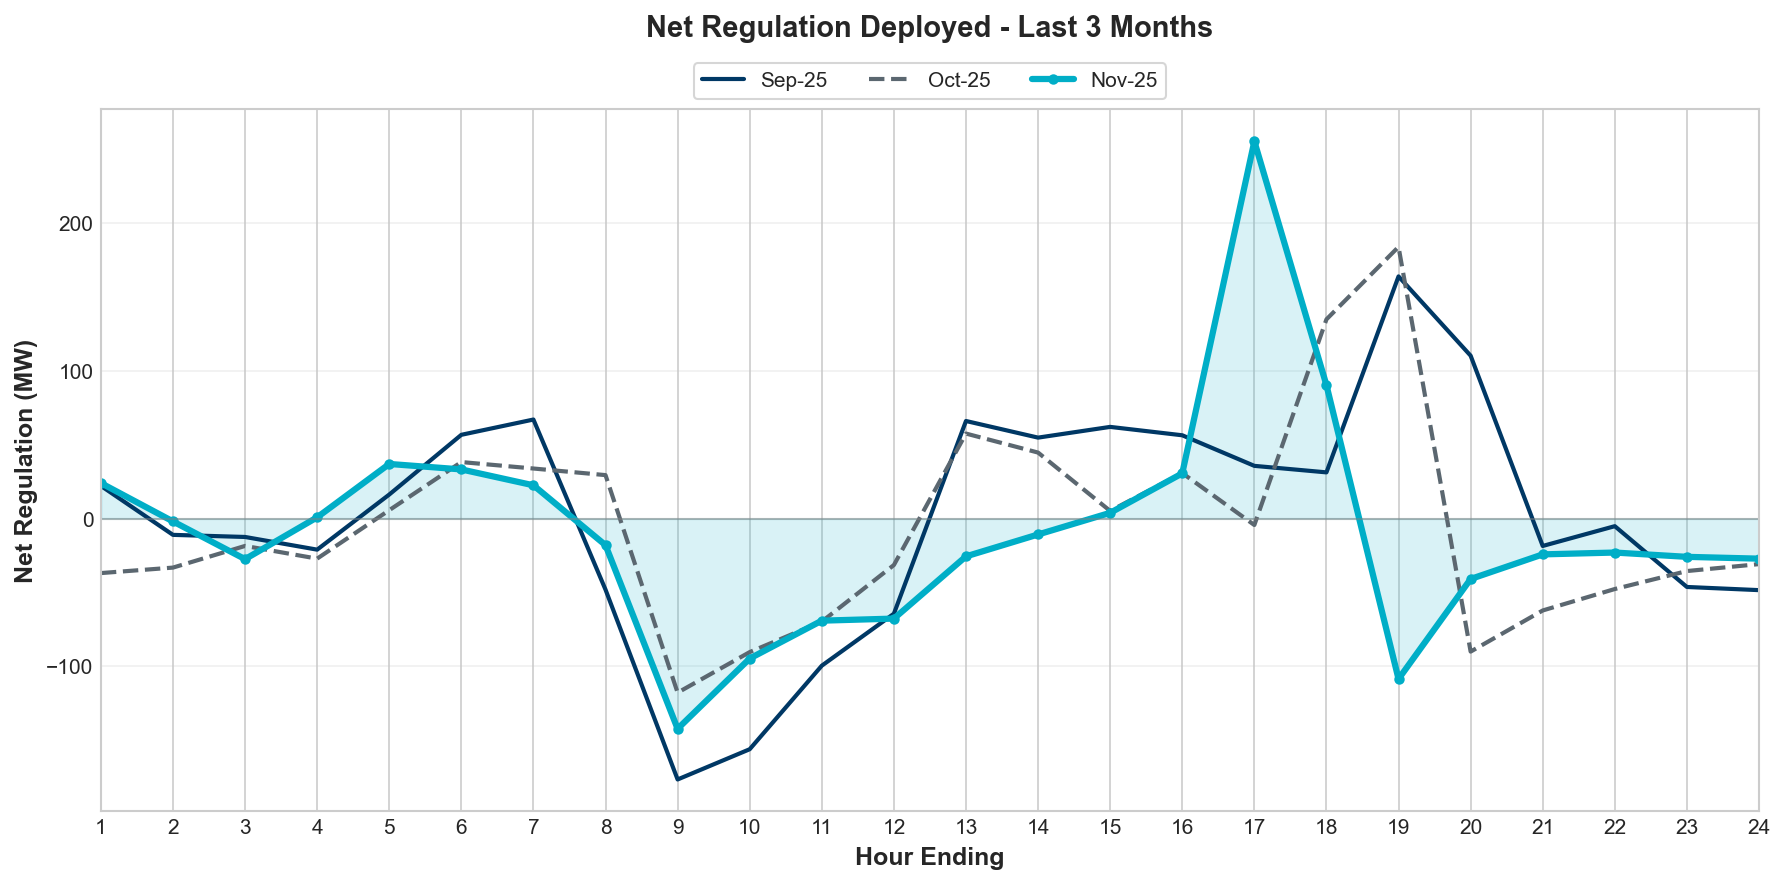 Net Regulation Deployed - Last 3 Months
Sep-25 Oct-25 Nov-25
Net Regulation (MW)
200
100
0
−100
1 2 3 4 5 6 7 8 9 10 11 12 13 14 15 16 17 18 19 20 21 22 23 24
Hour Ending